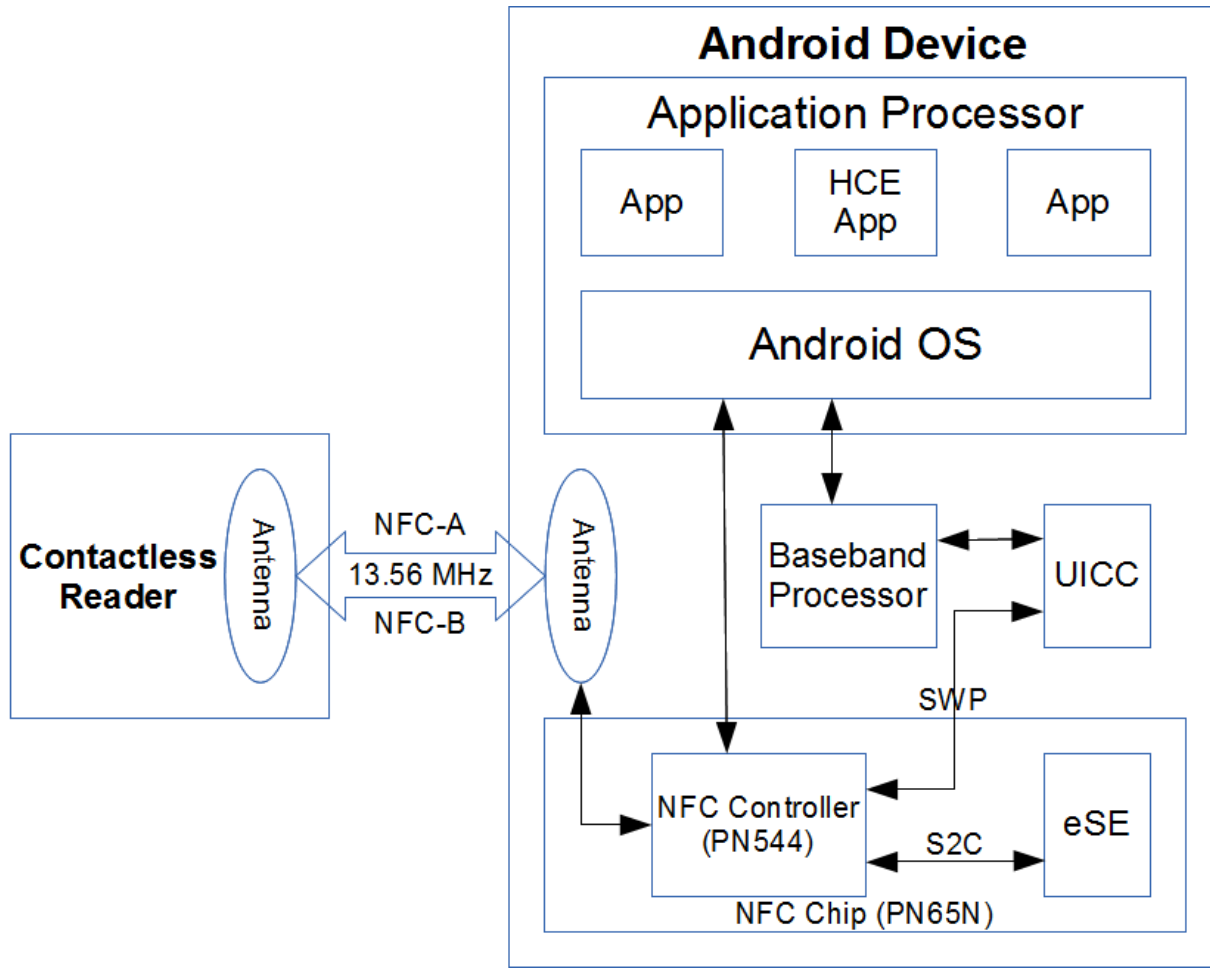 Android Device
Application Processor
App
HCE
App
App
Android OS
Contactless
Reader
Antenna
NFC-A
13.56 MHz
NFC-B
Antenna
Baseband
Processor
UICC
SWP
NFC Controller
(PN544)
S2C
eSE
NFC Chip (PN65N)